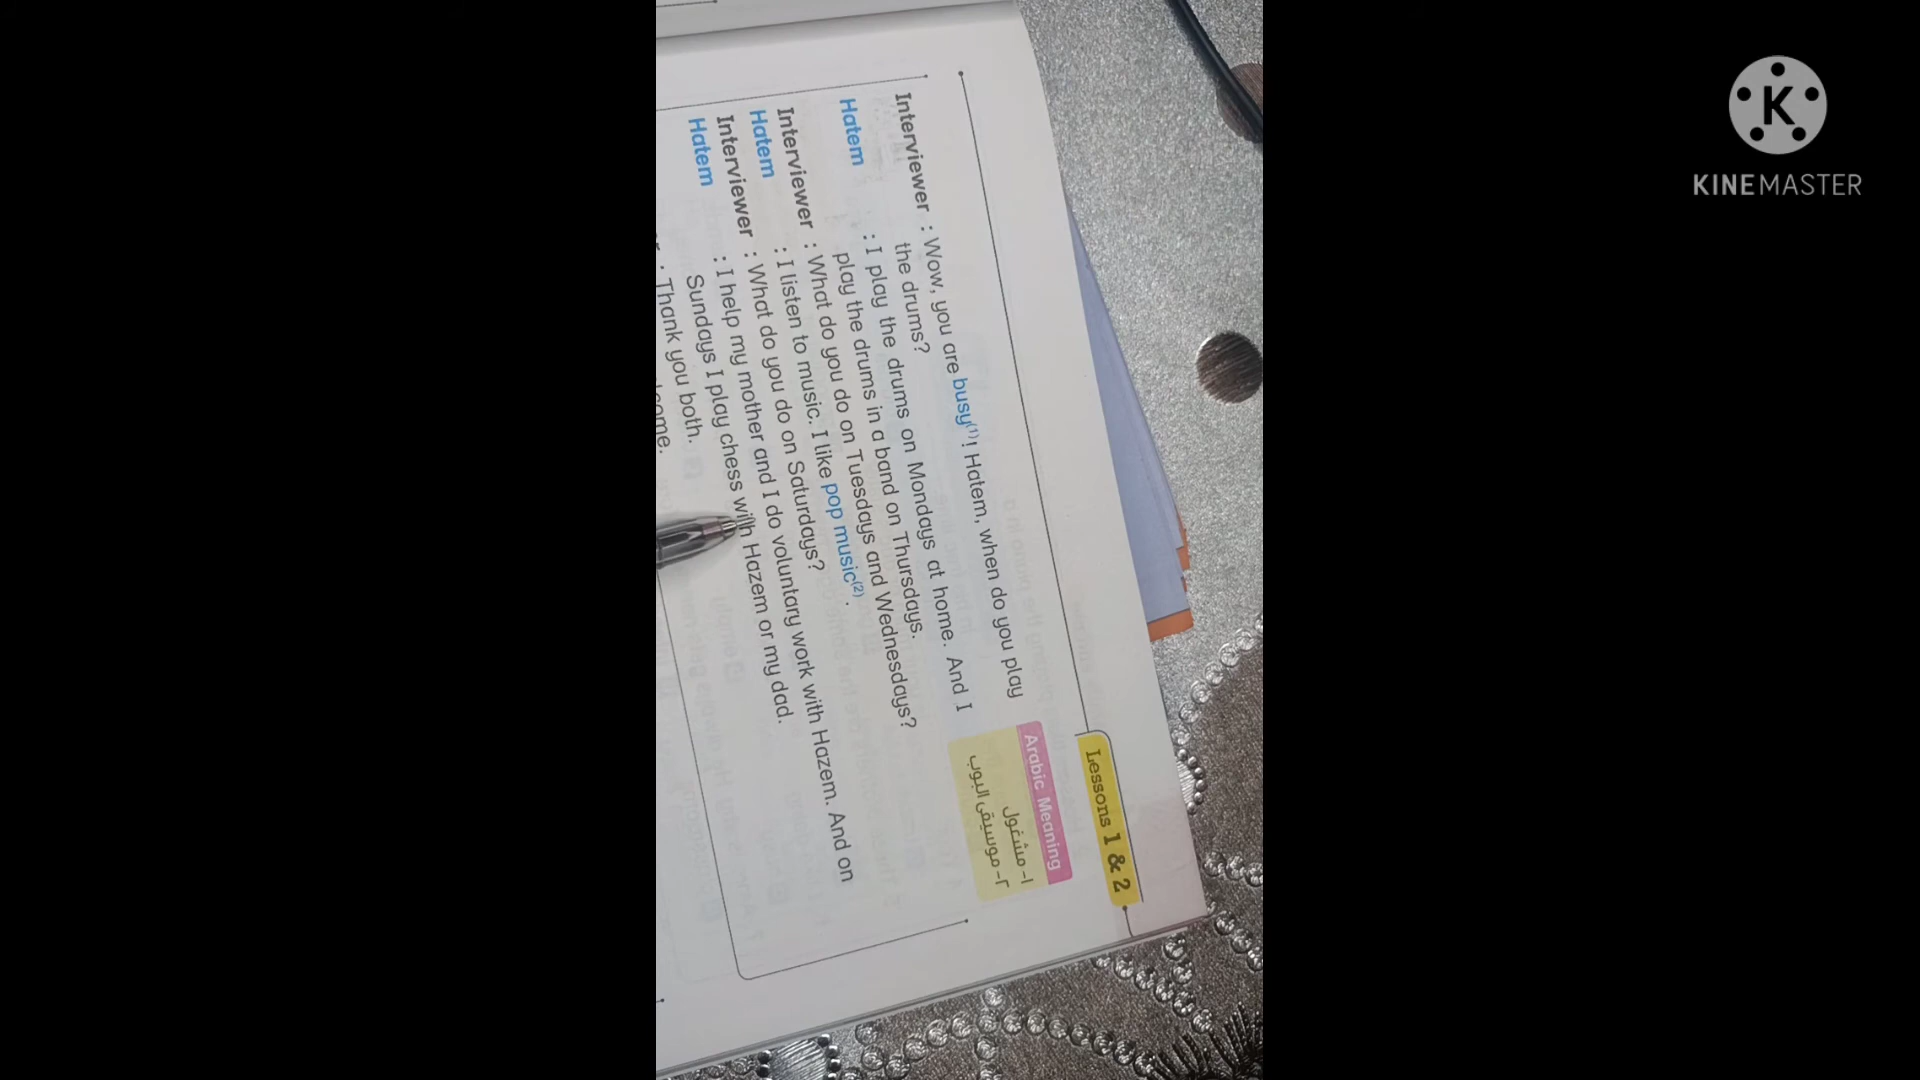 Lessons 1 & 2
Interviewer : Wow, you are busy(1)! Hatem, when do you play
the drums?
Hatem : I play the drums on Mondays at home. And I
play the drums in a band on Thursdays.
Interviewer : What do you do on Tuesdays and Wednesdays?
Hatem : I listen to music. I like pop music(2).
Interviewer : What do you do on Saturdays?
Hatem : I help my mother and I do voluntary work with Hazem. And on
Sundays I play chess with Hazem or my dad.
: Thank you both.
Arabic Meaning
١- مشغول
٢- موسيقى البوب
KINEMASTER